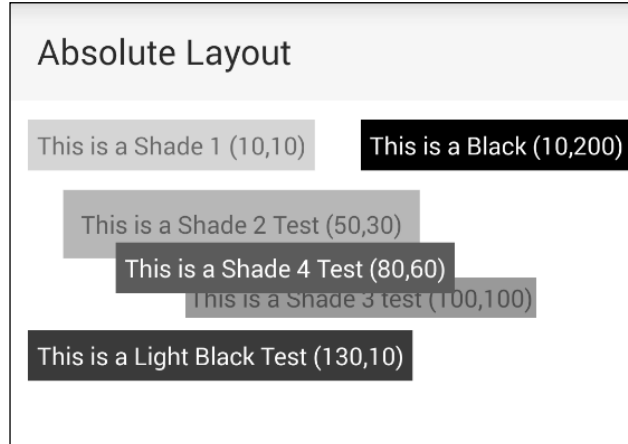 Absolute Layout
This is a Shade 1 (10,10)
This is a Black (10,200)
This is a Shade 2 Test (50,30)
This is a Shade 4 Test (80,60)
This is a Shade 3 test (100,100)
This is a Light Black Test (130,10)